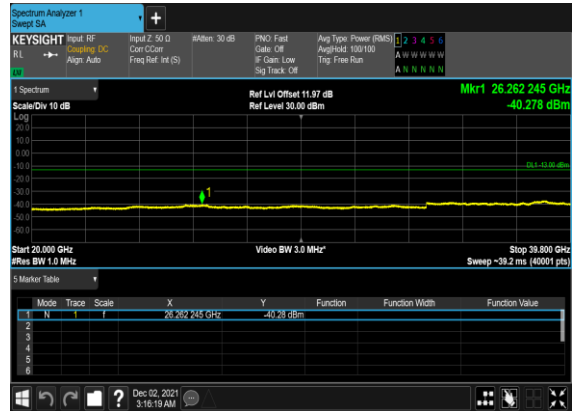 Spectrum Analyzer 1
Swept SA
KEYSIGHT Input: RF Input Z: 50 Ω #Atten: 30 dB PNO: Fast Avg Type: Power (RMS) 1 2 3 4 5 6
RL Coupling: DC Corr CCorr Gate: Off Avg|Hold: 100/100 A W W W W W
Align: Auto Freq Ref: Int (S) IF Gain: Low Trig: Free Run
LW Sig Track: Off A N N N N N
1 Spectrum Ref Lvl Offset 11.97 dB Mkr1 26.262 245 GHz
Scale/Div 10 dB Ref Level 30.00 dBm -40.278 dBm
Log
20.0
10.0
0.00
-10.0
DL1 -13.00 dBm
-20.0
-30.0
1
-40.0
-50.0
-60.0
Start 20.000 GHz Video BW 3.0 MHz* Stop 39.800 GHz
#Res BW 1.0 MHz Sweep ~39.2 ms (40001 pts)
5 Marker Table
Mode Trace Scale X Y Function Function Width Function Value
1 N 1 f 26.262 245 GHz -40.28 dBm
2
3
4
5
6
? Dec 02, 2021
3:16:19 AM